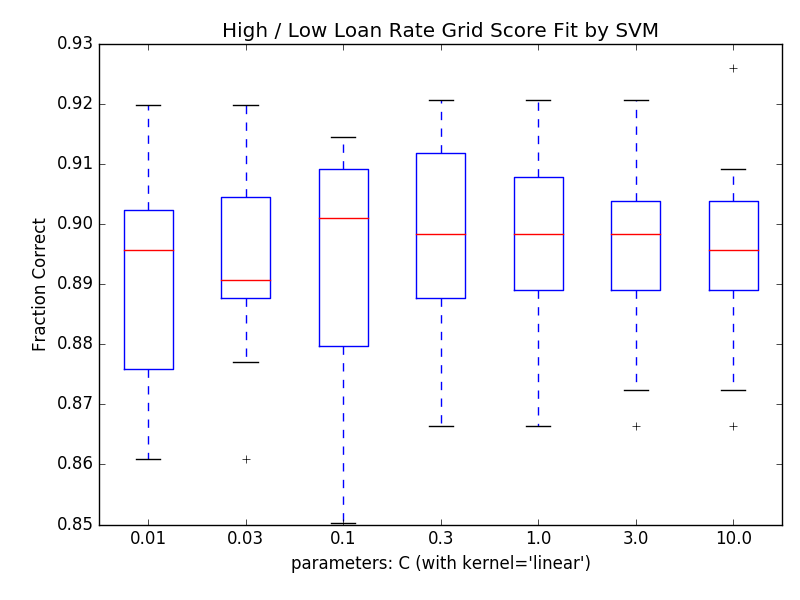 High / Low Loan Rate Grid Score Fit by SVM
0.93
0.92
0.91
0.90
0.89
0.88
0.87
0.86
0.85
Fraction Correct
0.01 0.03 0.1 0.3 1.0 3.0 10.0
parameters: C (with kernel='linear')